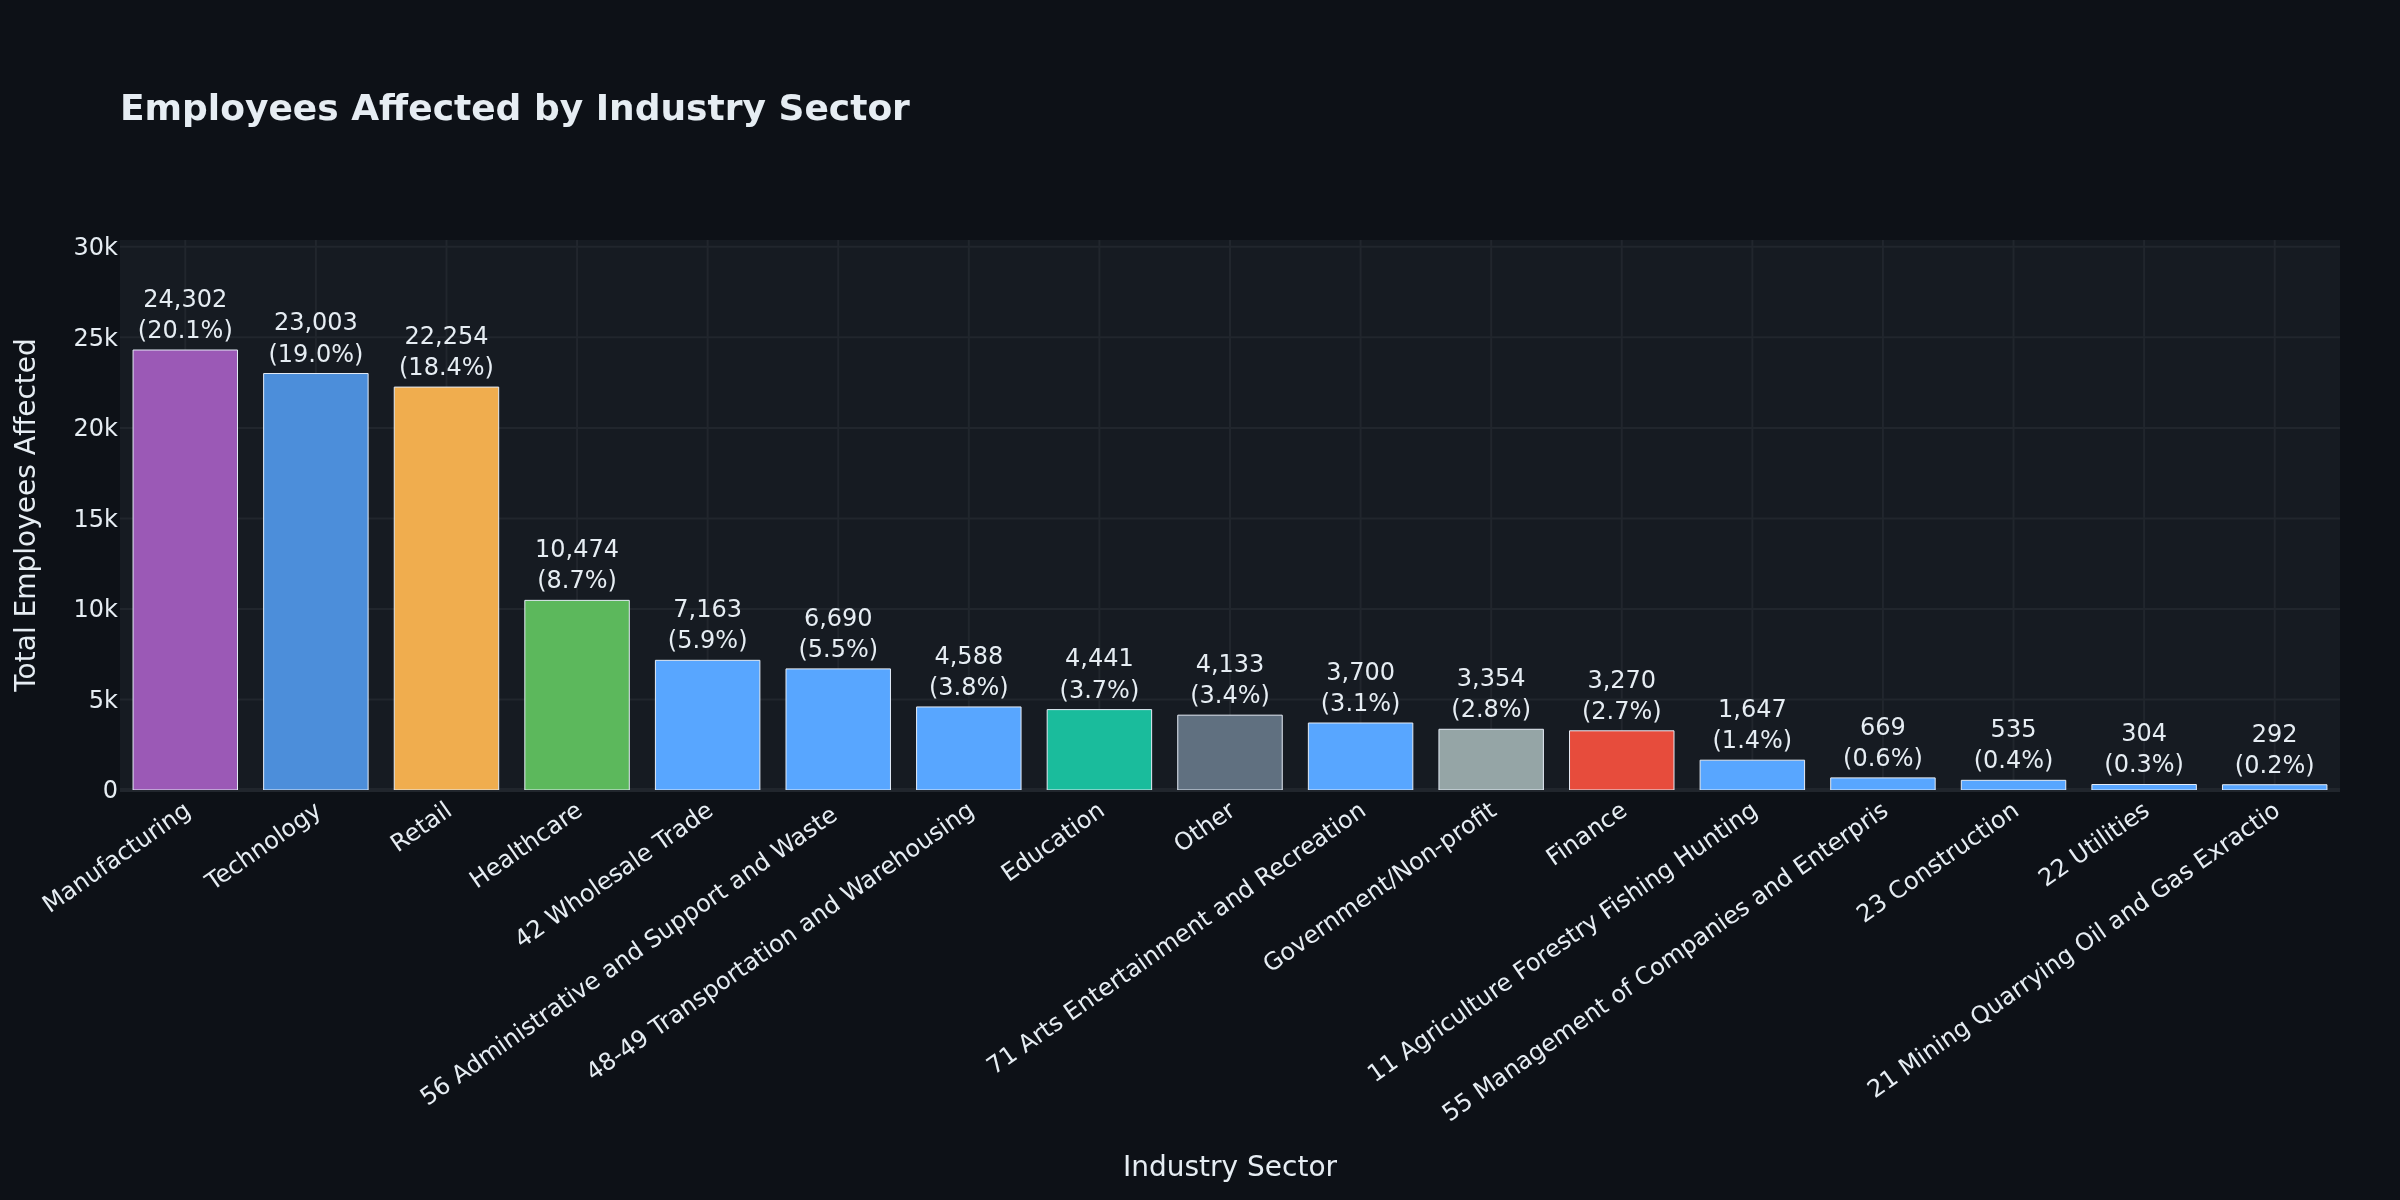 Employees Affected by Industry Sector
Total Employees Affected
30k
25k
20k
15k
10k
5k
0
24,302
(20.1%)
23,003
(19.0%)
22,254
(18.4%)
10,474
(8.7%)
7,163
(5.9%)
6,690
(5.5%)
4,588
(3.8%)
4,441
(3.7%)
4,133
(3.4%)
3,700
(3.1%)
3,354
(2.8%)
3,270
(2.7%)
1,647
(1.4%)
669
(0.6%)
535
(0.4%)
304
(0.3%)
292
(0.2%)
Manufacturing
Technology
Retail
Healthcare
42 Wholesale Trade
56 Administrative and Support and Waste
48-49 Transportation and Warehousing
Education
Other
71 Arts Entertainment and Recreation
Government/Non-profit
Finance
11 Agriculture Forestry Fishing Hunting
55 Management of Companies and Enterpris
23 Construction
22 Utilities
21 Mining Quarrying Oil and Gas Exractio
Industry Sector